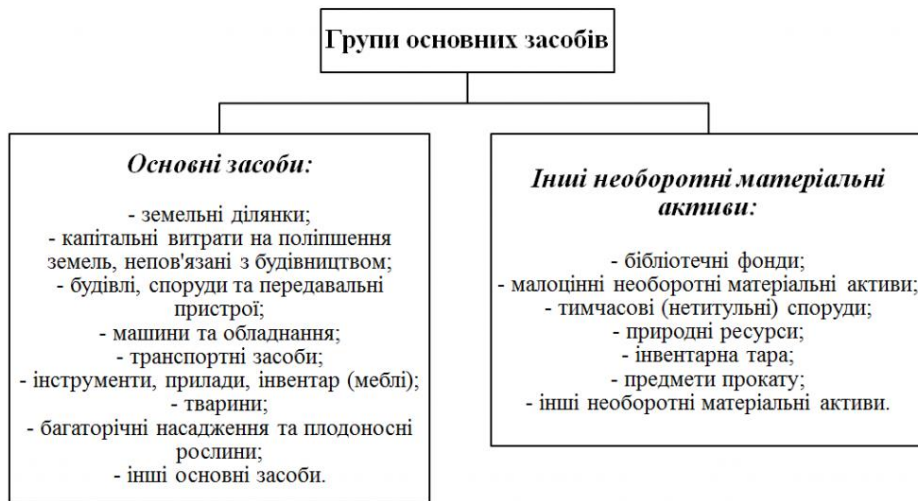 Групи основних засобів
Основні засоби:
- земельні ділянки;
- капітальні витрати на поліпшення
земель, непов'язані з будівництвом;
- будівлі, споруди та передавальні
пристрої;
- машини та обладнання;
- транспортні засоби;
- інструменти, прилади, інвентар (меблі);
- тварини;
- багаторічні насадження та плодоносні
рослини;
- інші основні засоби.
Інші необоротні матеріальні
активи:
- бібліотечні фонди;
- малоцінні необоротні матеріальні активи;
- тимчасові (нетитульні) споруди;
- природні ресурси;
- інвентарна тара;
- предмети прокату;
- інші необоротні матеріальні активи.